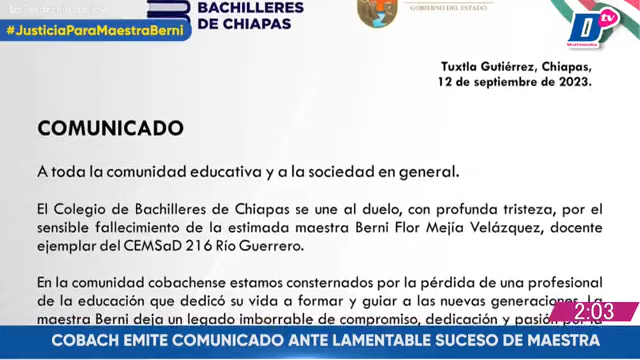 BACHILLERES
DE CHIAPAS
GOBIERNO DEL ESTADO
#JusticiaParaMaestraBerni
D tv
Multimedia
Tuxtla Gutiérrez, Chiapas,
12 de septiembre de 2023.
COMUNICADO
A toda la comunidad educativa y a la sociedad en general.
El Colegio de Bachilleres de Chiapas se une al duelo, con profunda tristeza, por el
sensible fallecimiento de la estimada maestra Berni Flor Mejía Velázquez, docente
ejemplar del CEMSaD 216 Río Guerrero.
En la comunidad cobachense estamos consternados por la pérdida de una profesional
de la educación que dedicó su vida a formar y guiar a las nuevas generaciones. La
maestra Berni deja un legado imborrable de compromiso, dedicación y pasión por la
2:03
COBACH EMITE COMUNICADO ANTE LAMENTABLE SUCESO DE MAESTRA